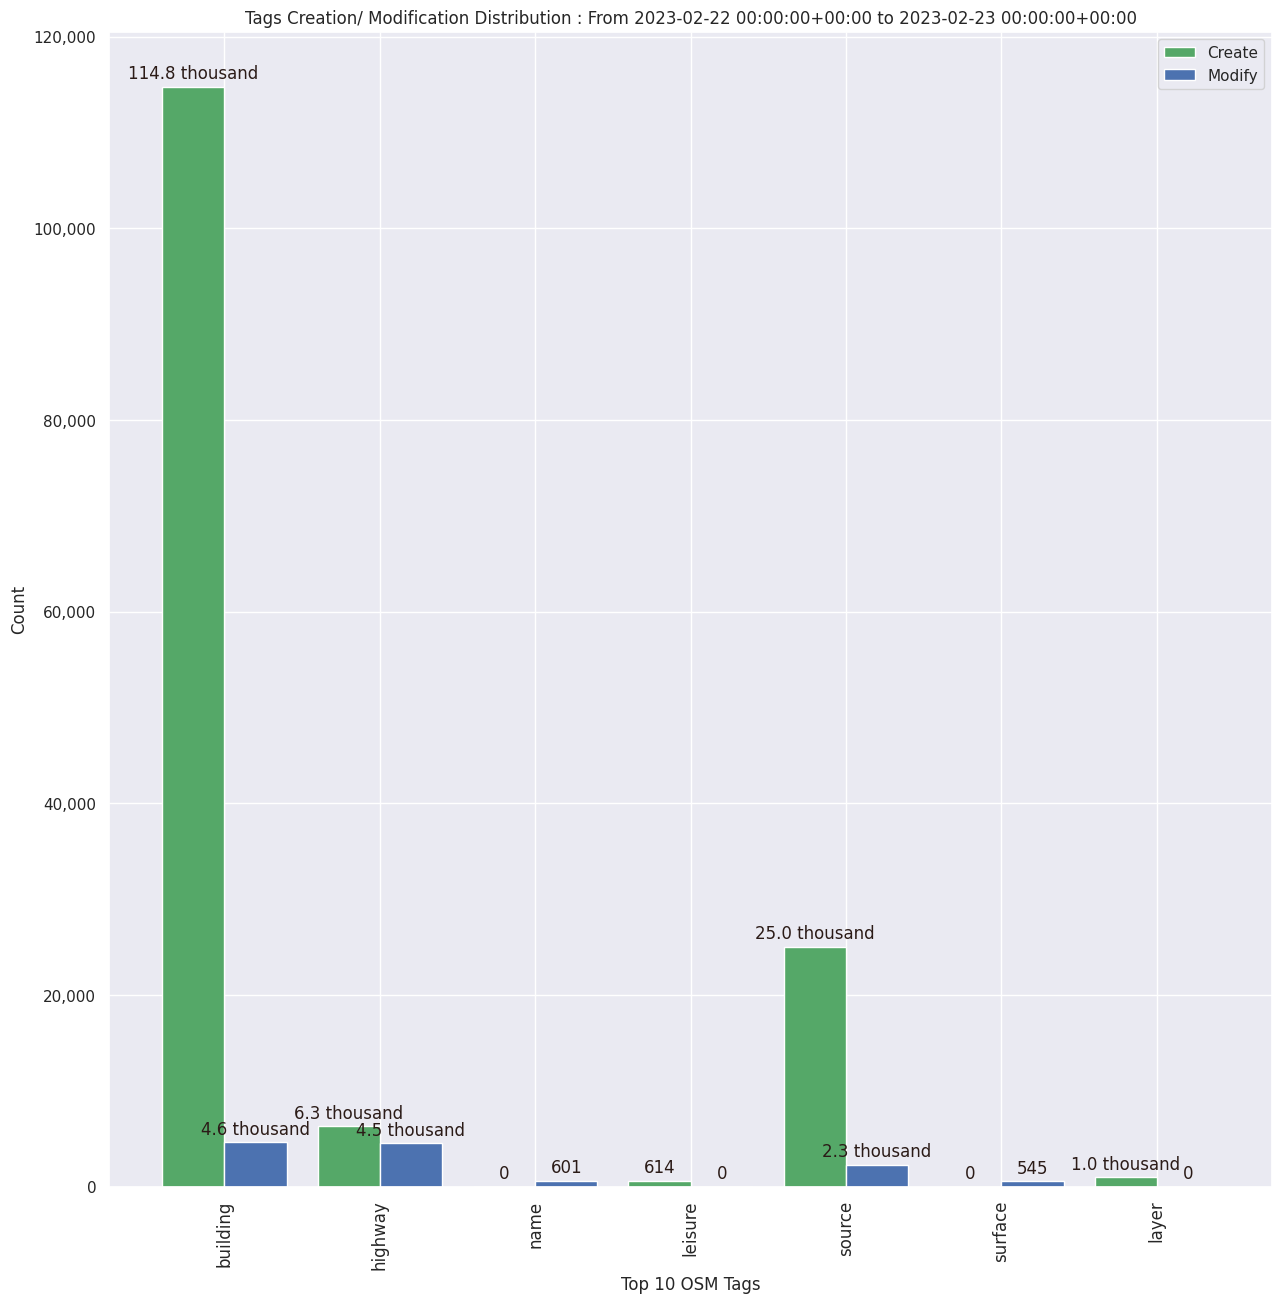 Tags Creation/ Modification Distribution : From 2023-02-22 00:00:00+00:00 to 2023-02-23 00:00:00+00:00
Create
Modify
120,000
100,000
80,000
60,000
40,000
20,000
0
Count
114.8 thousand
4.6 thousand
6.3 thousand
4.5 thousand
0
601
614
0
25.0 thousand
2.3 thousand
0
545
1.0 thousand
0
building
highway
name
leisure
source
surface
layer
Top 10 OSM Tags